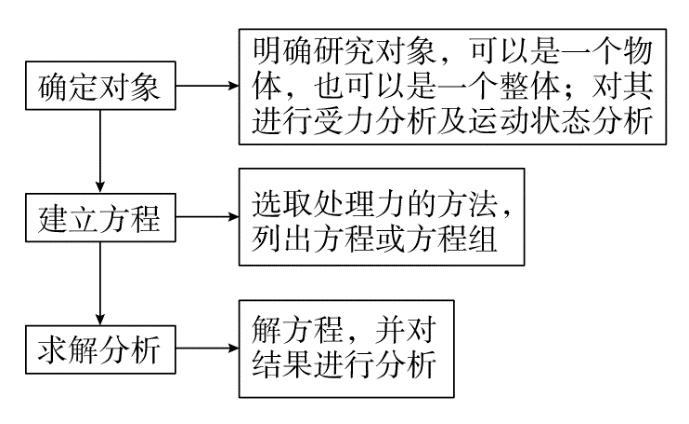 确定对象
明确研究对象，可以是一个物
体，也可以是一个整体；对其
进行受力分析及运动状态分析
建立方程
选取处理力的方法，
列出方程或方程组
求解分析
解方程，并对
结果进行分析